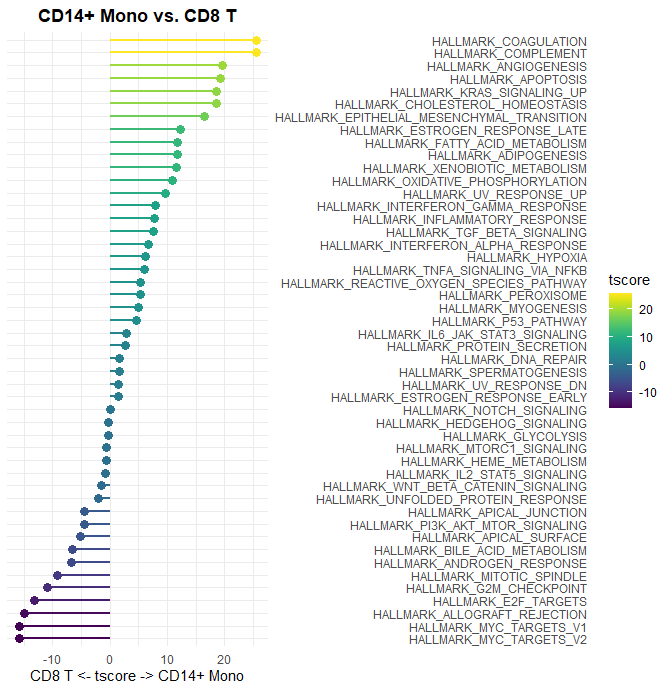 CD14+ Mono vs. CD8 T
HALLMARK_COAGULATION
HALLMARK_COMPLEMENT
HALLMARK_ANGIOGENESIS
HALLMARK_APOPTOSIS
HALLMARK_KRAS_SIGNALING_UP
HALLMARK_CHOLESTEROL_HOMEOSTASIS
HALLMARK_EPITHELIAL_MESENCHYMAL_TRANSITION
HALLMARK_ESTROGEN_RESPONSE_LATE
HALLMARK_FATTY_ACID_METABOLISM
HALLMARK_ADIPOGENESIS
HALLMARK_XENOBIOTIC_METABOLISM
HALLMARK_OXIDATIVE_PHOSPHORYLATION
HALLMARK_UV_RESPONSE_UP
HALLMARK_INTERFERON_GAMMA_RESPONSE
HALLMARK_INFLAMMATORY_RESPONSE
HALLMARK_TGF_BETA_SIGNALING
HALLMARK_INTERFERON_ALPHA_RESPONSE
HALLMARK_HYPOXIA
HALLMARK_TNFA_SIGNALING_VIA_NFKB
HALLMARK_REACTIVE_OXYGEN_SPECIES_PATHWAY
HALLMARK_PEROXISOME
HALLMARK_MYOGENESIS
HALLMARK_P53_PATHWAY
HALLMARK_IL6_JAK_STAT3_SIGNALING
HALLMARK_PROTEIN_SECRETION
HALLMARK_DNA_REPAIR
HALLMARK_SPERMATOGENESIS
HALLMARK_UV_RESPONSE_DN
HALLMARK_ESTROGEN_RESPONSE_EARLY
HALLMARK_NOTCH_SIGNALING
HALLMARK_HEDGEHOG_SIGNALING
HALLMARK_GLYCOLYSIS
HALLMARK_MTORC1_SIGNALING
HALLMARK_HEME_METABOLISM
HALLMARK_IL2_STAT5_SIGNALING
HALLMARK_WNT_BETA_CATENIN_SIGNALING
HALLMARK_UNFOLDED_PROTEIN_RESPONSE
HALLMARK_APICAL_JUNCTION
HALLMARK_PI3K_AKT_MTOR_SIGNALING
HALLMARK_APICAL_SURFACE
HALLMARK_BILE_ACID_METABOLISM
HALLMARK_ANDROGEN_RESPONSE
HALLMARK_MITOTIC_SPINDLE
HALLMARK_G2M_CHECKPOINT
HALLMARK_E2F_TARGETS
HALLMARK_ALLOGRAFT_REJECTION
HALLMARK_MYC_TARGETS_V1
HALLMARK_MYC_TARGETS_V2
-10 0 10 20
CD8 T <- tscore -> CD14+ Mono
tscore
20
10
0
-10